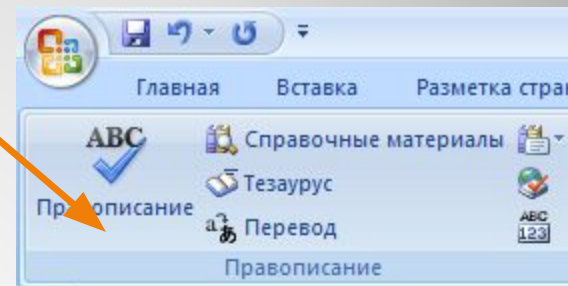 Главная Вставка Разметка стра
ABC Справочные материалы
Тезаурус
Правописание
Перевод ABC 123
Правописание